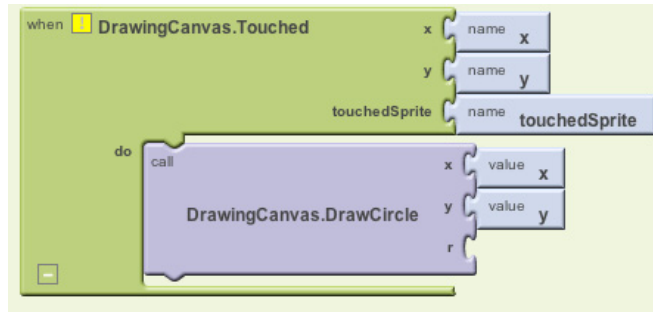 when ! DrawingCanvas.Touched x name x
y name y
touchedSprite name touchedSprite
do call x value x
DrawingCanvas.DrawCircle y value y
r